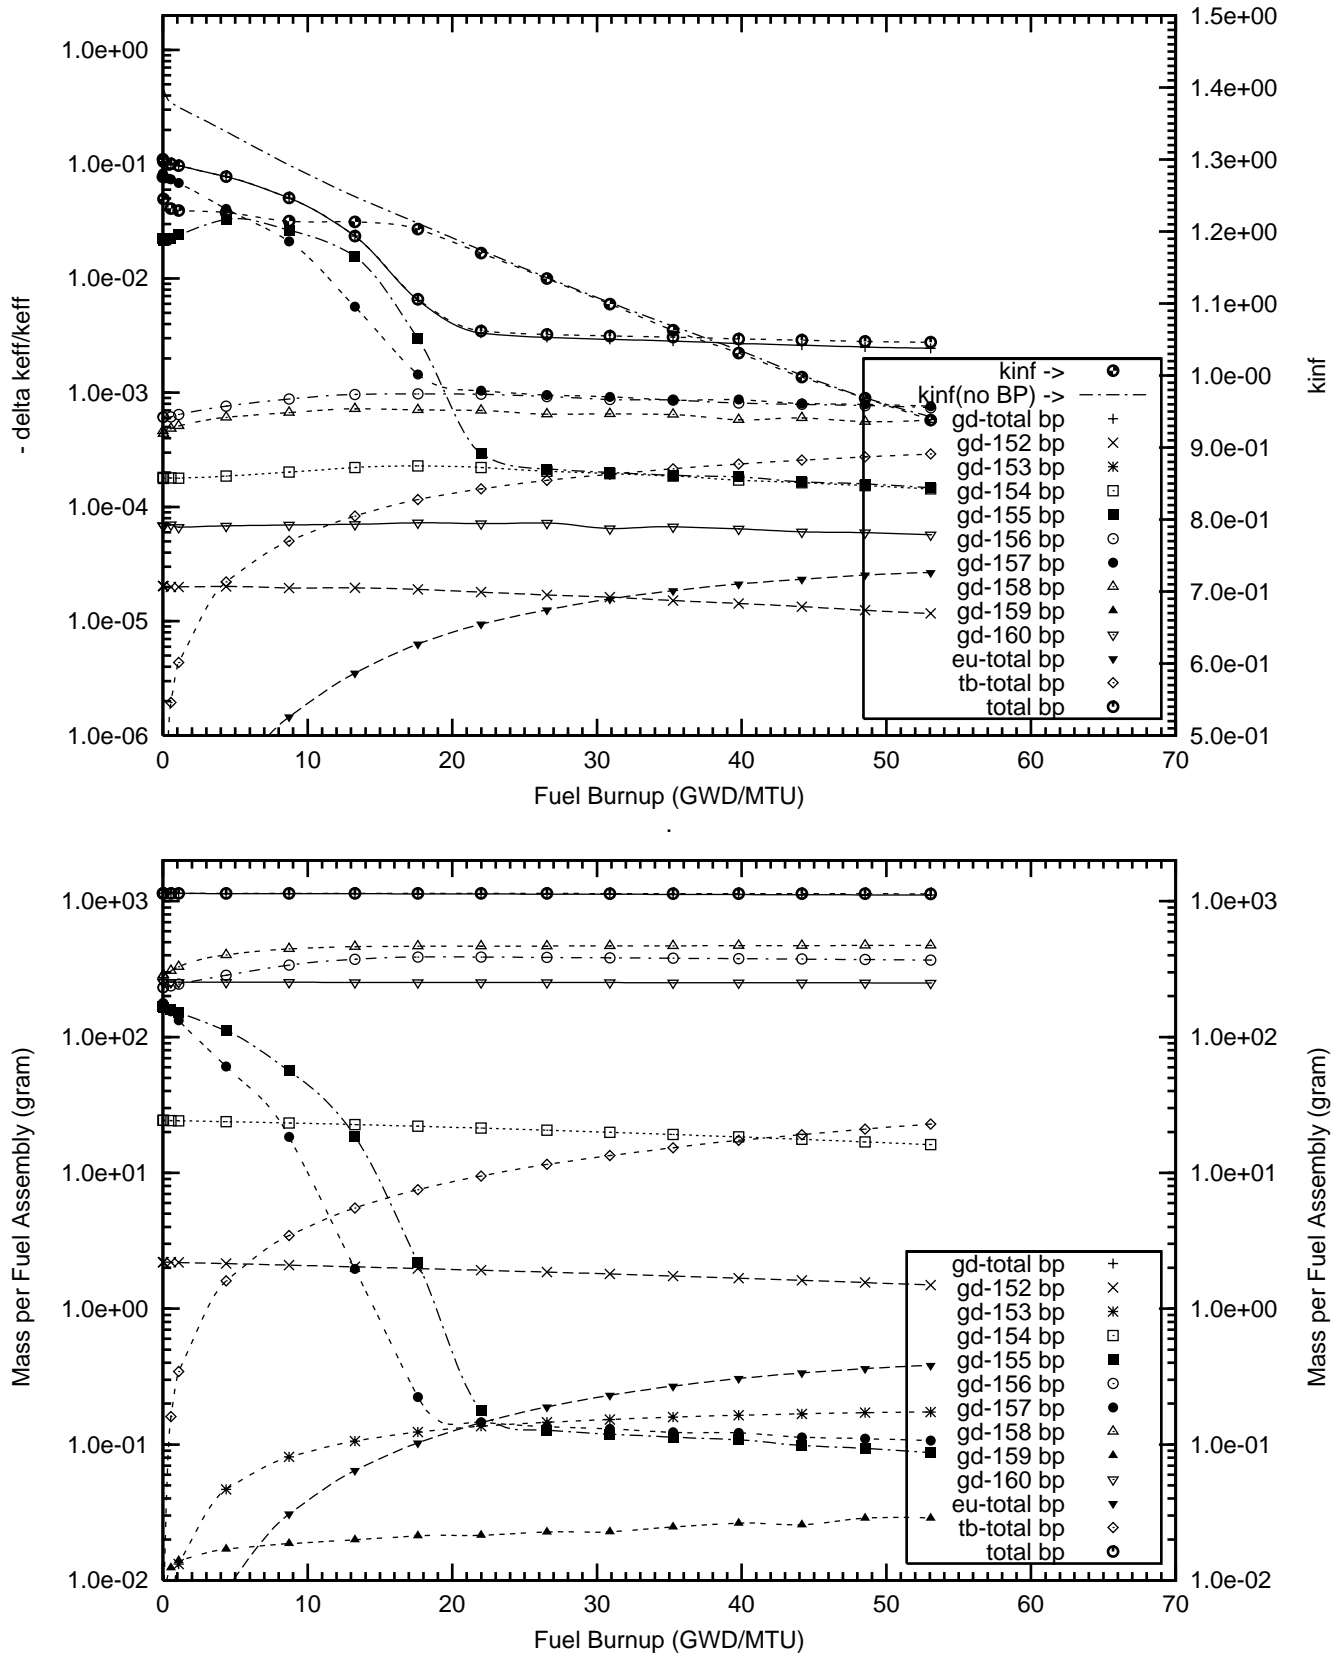 1.5e+00
1.0e+00
1.4e+00
1.0e-01
1.3e+00
1.2e+00
1.0e-02
1.1e+00
- delta keff/keff
kinf
1.0e-03
1.0e-00
kinf ->
kinf(no BP) ->
gd-total bp
gd-152 bp
9.0e-01
gd-153 bp
gd-154 bp
1.0e-04
gd-155 bp
8.0e-01
gd-156 bp
gd-157 bp
gd-158 bp
7.0e-01
gd-159 bp
1.0e-05
gd-160 bp
eu-total bp
6.0e-01
tb-total bp
total bp
1.0e-06
5.0e-01
0 10 20 30 40 50 60 70
Fuel Burnup (GWD/MTU)
.
1.0e+03 1.0e+03
1.0e+02 1.0e+02
1.0e+01 1.0e+01
Mass per Fuel Assembly (gram)
Mass per Fuel Assembly (gram)
gd-total bp
gd-152 bp
1.0e+00 1.0e+00
gd-153 bp
gd-154 bp
gd-155 bp
gd-156 bp
gd-157 bp
gd-158 bp
1.0e-01 1.0e-01
gd-159 bp
gd-160 bp
eu-total bp
tb-total bp
total bp
1.0e-02 1.0e-02
0 10 20 30 40 50 60 70
Fuel Burnup (GWD/MTU)